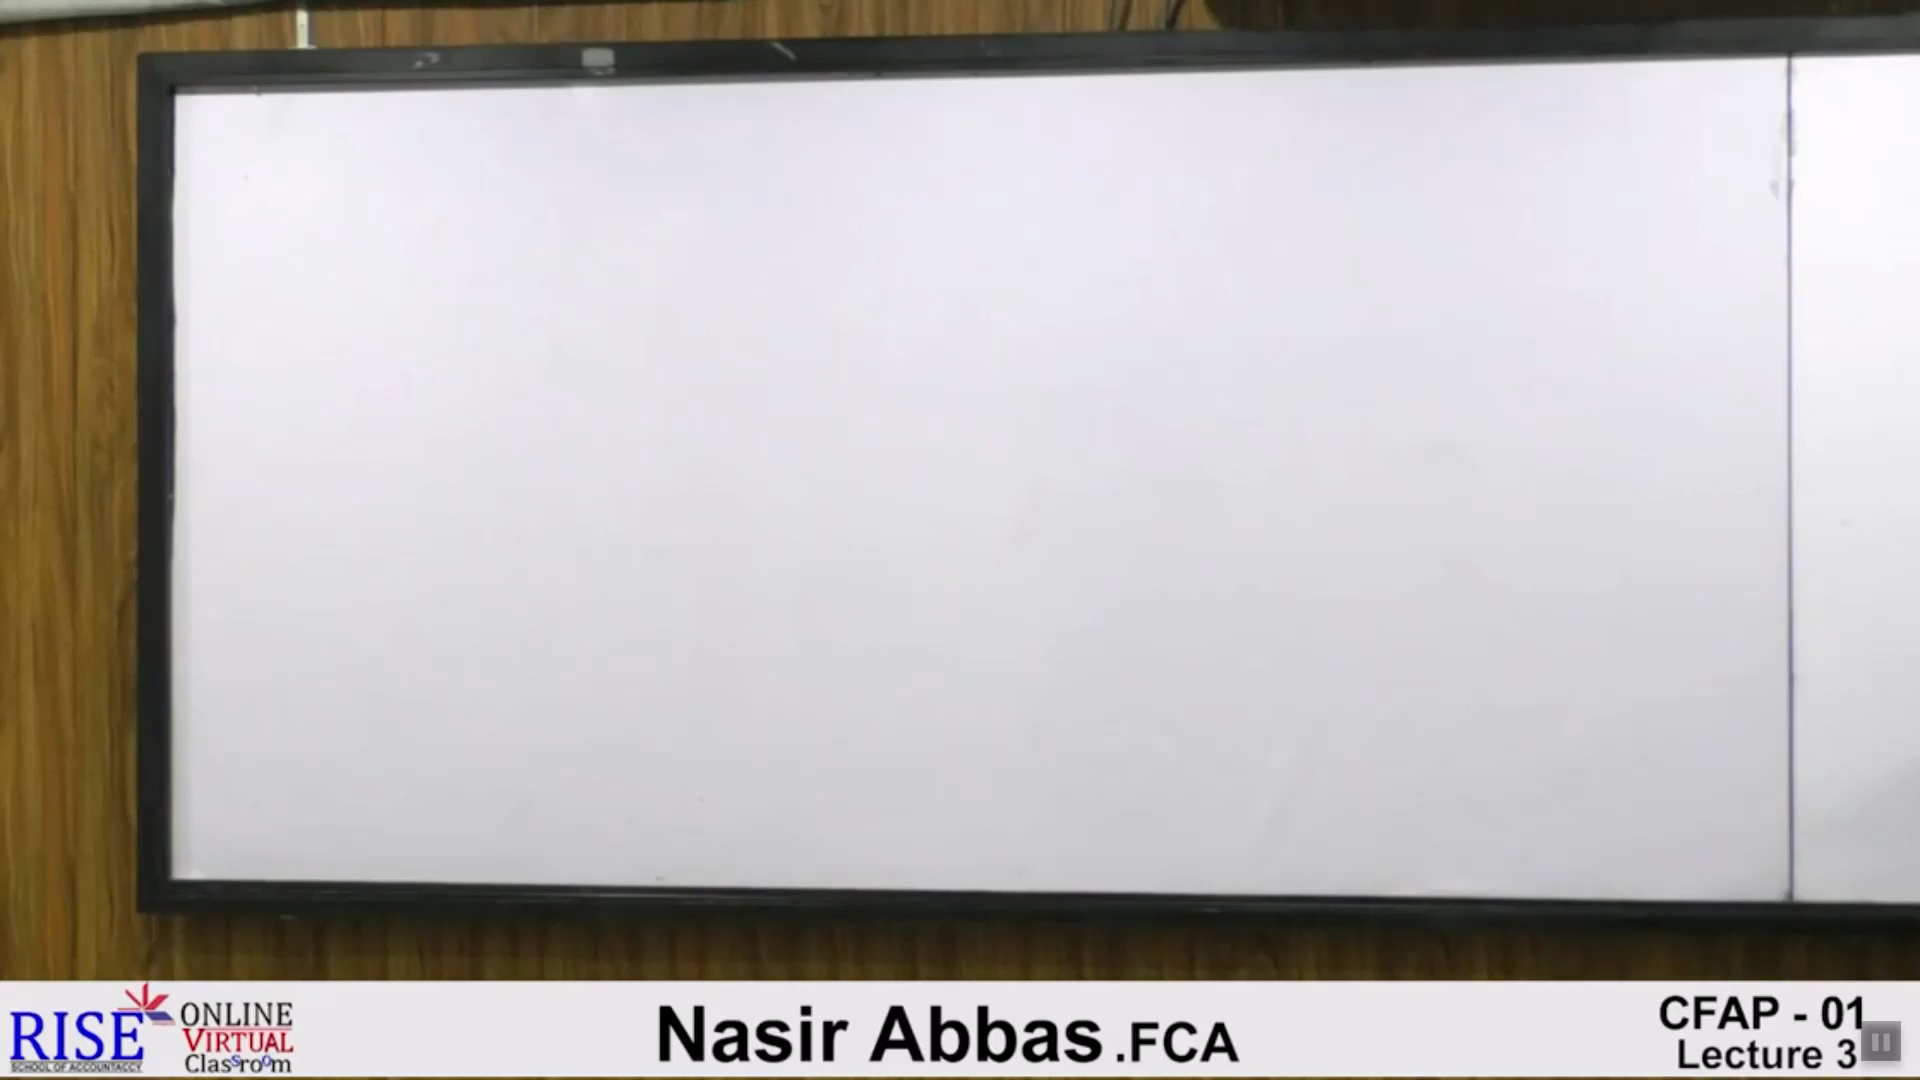 RISE
SCHOOL OF ACCOUNTANCY
ONLINE
VIRTUAL
Classroom
Nasir Abbas .FCA
CFAP - 01
Lecture 3